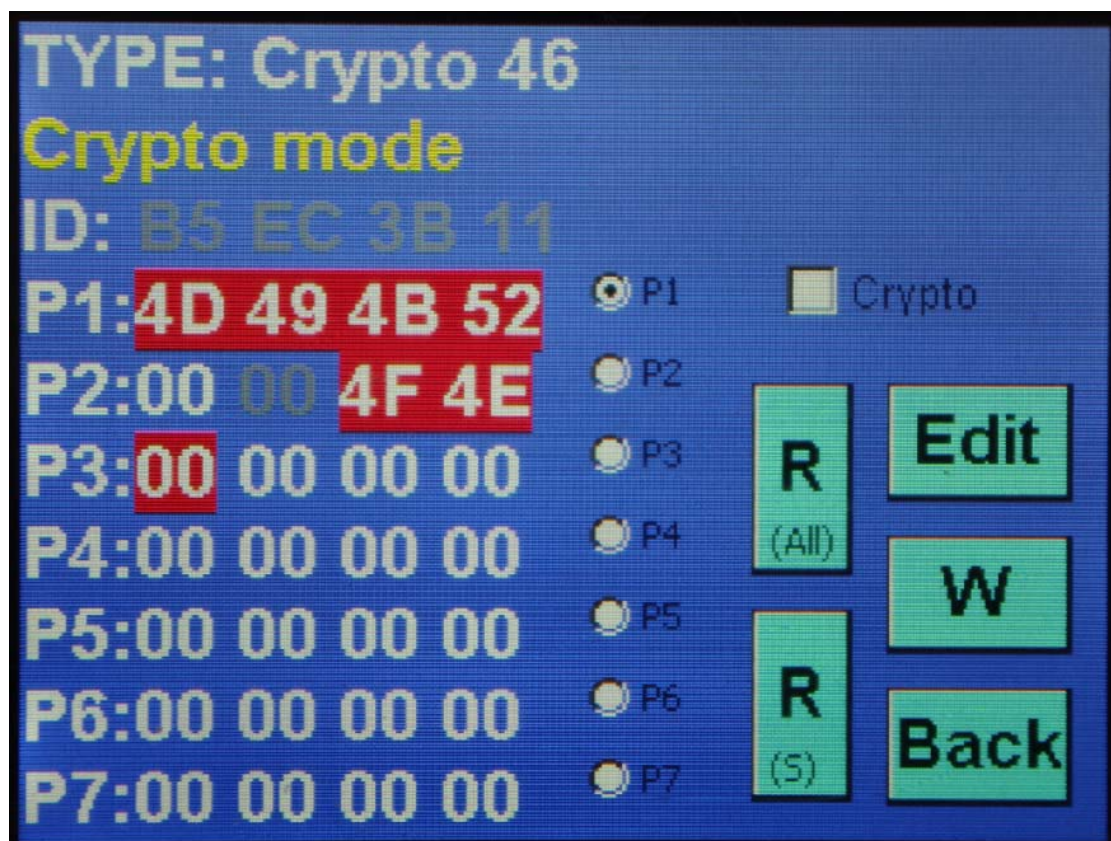 TYPE: Crypto 46
Crypto mode
ID: B5 EC 3B 11
P1:4D 49 4B 52
P1
Crypto
P2:00 00 4F 4E
P2
P3:00 00 00 00
P3
R
(All)
Edit
P4:00 00 00 00
P4
W
P5:00 00 00 00
P5
P6:00 00 00 00
P6
R
(S)
Back
P7:00 00 00 00
P7